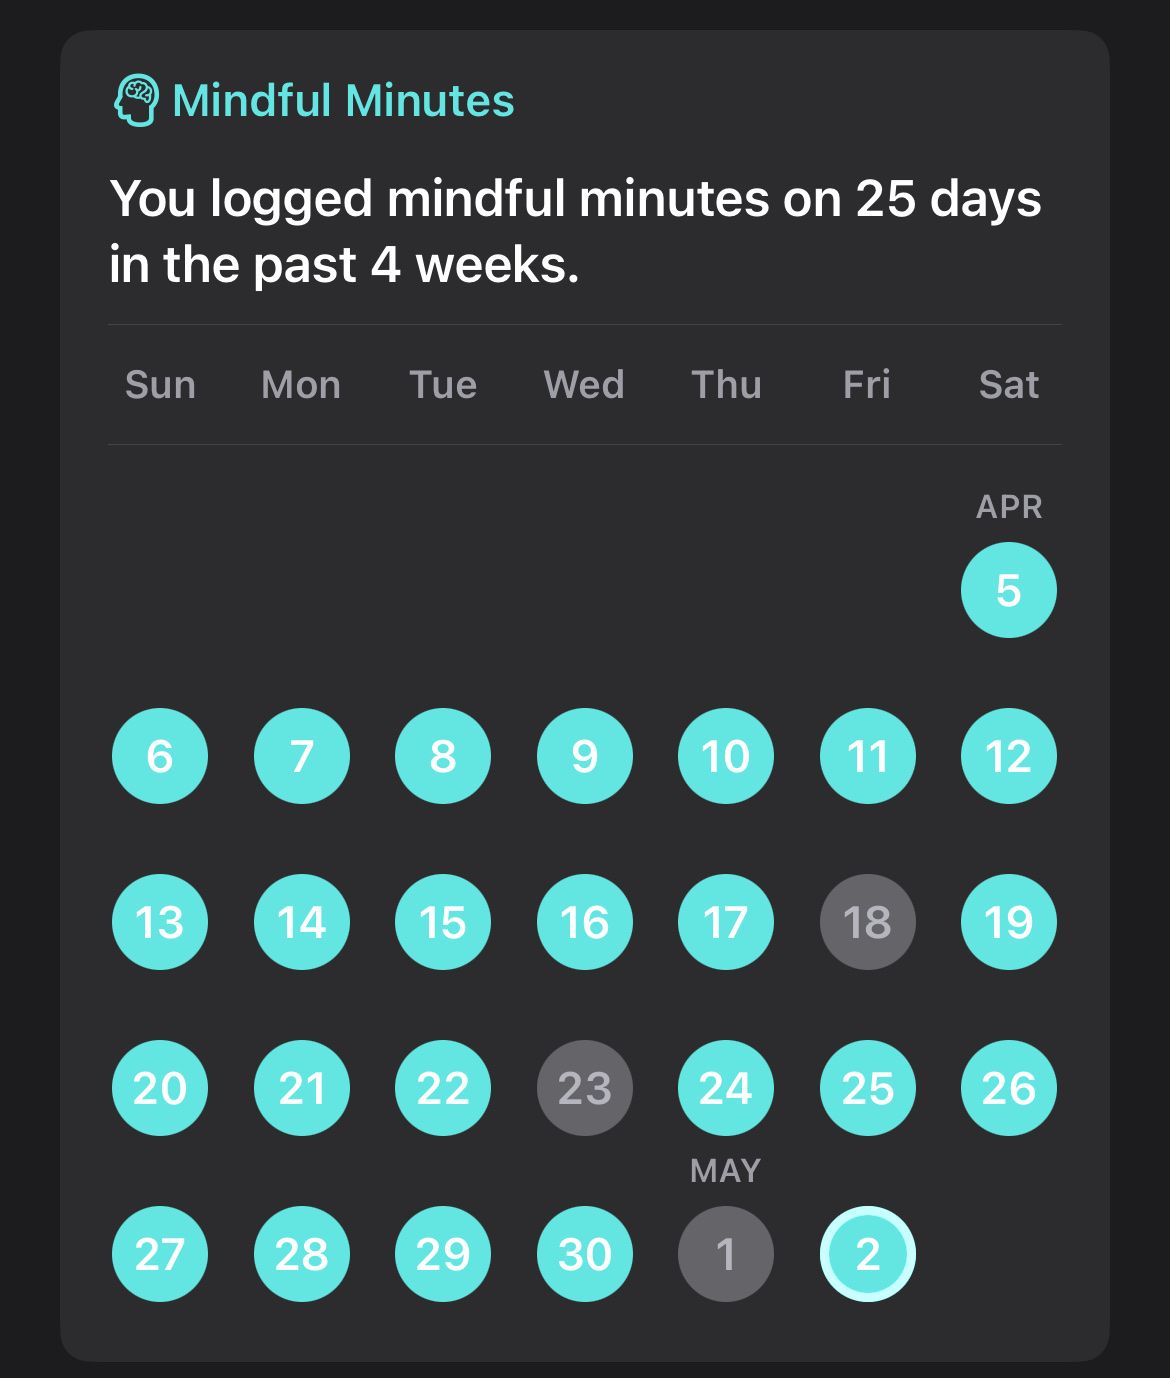 Mindful Minutes
You logged mindful minutes on 25 days
in the past 4 weeks.
Sun Mon Tue Wed Thu Fri Sat
APR
5
6 7 8 9 10 11 12
13 14 15 16 17 18 19
20 21 22 23 24 25 26
MAY
27 28 29 30 1 2